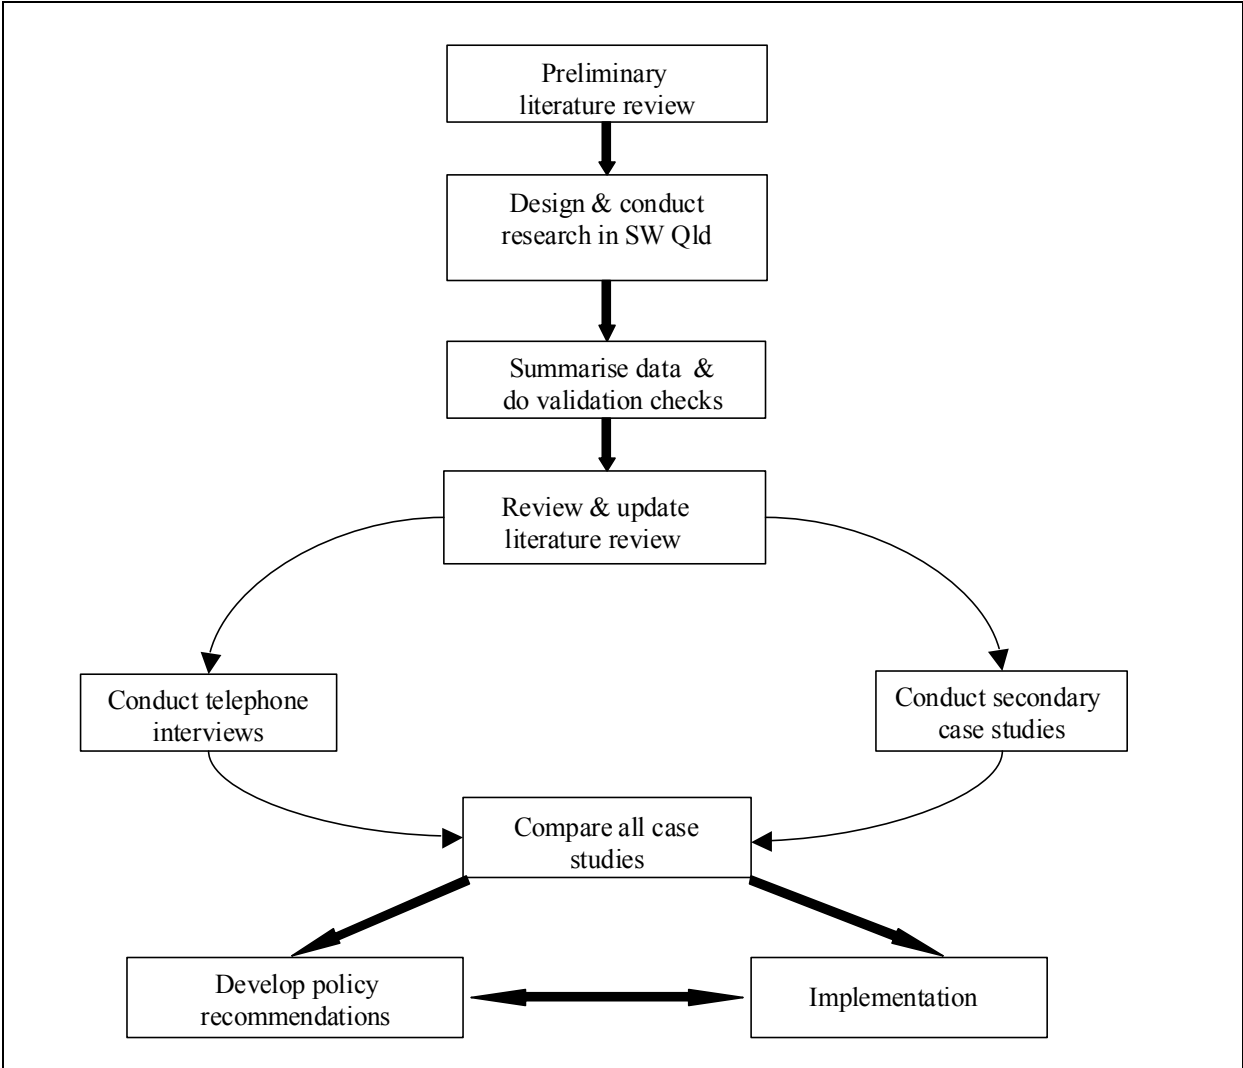 Preliminary
literature review
Design & conduct
research in SW Qld
Summarise data &
do validation checks
Review & update
literature review
Conduct telephone
interviews
Conduct secondary
case studies
Compare all case
studies
Develop policy
recommendations
Implementation